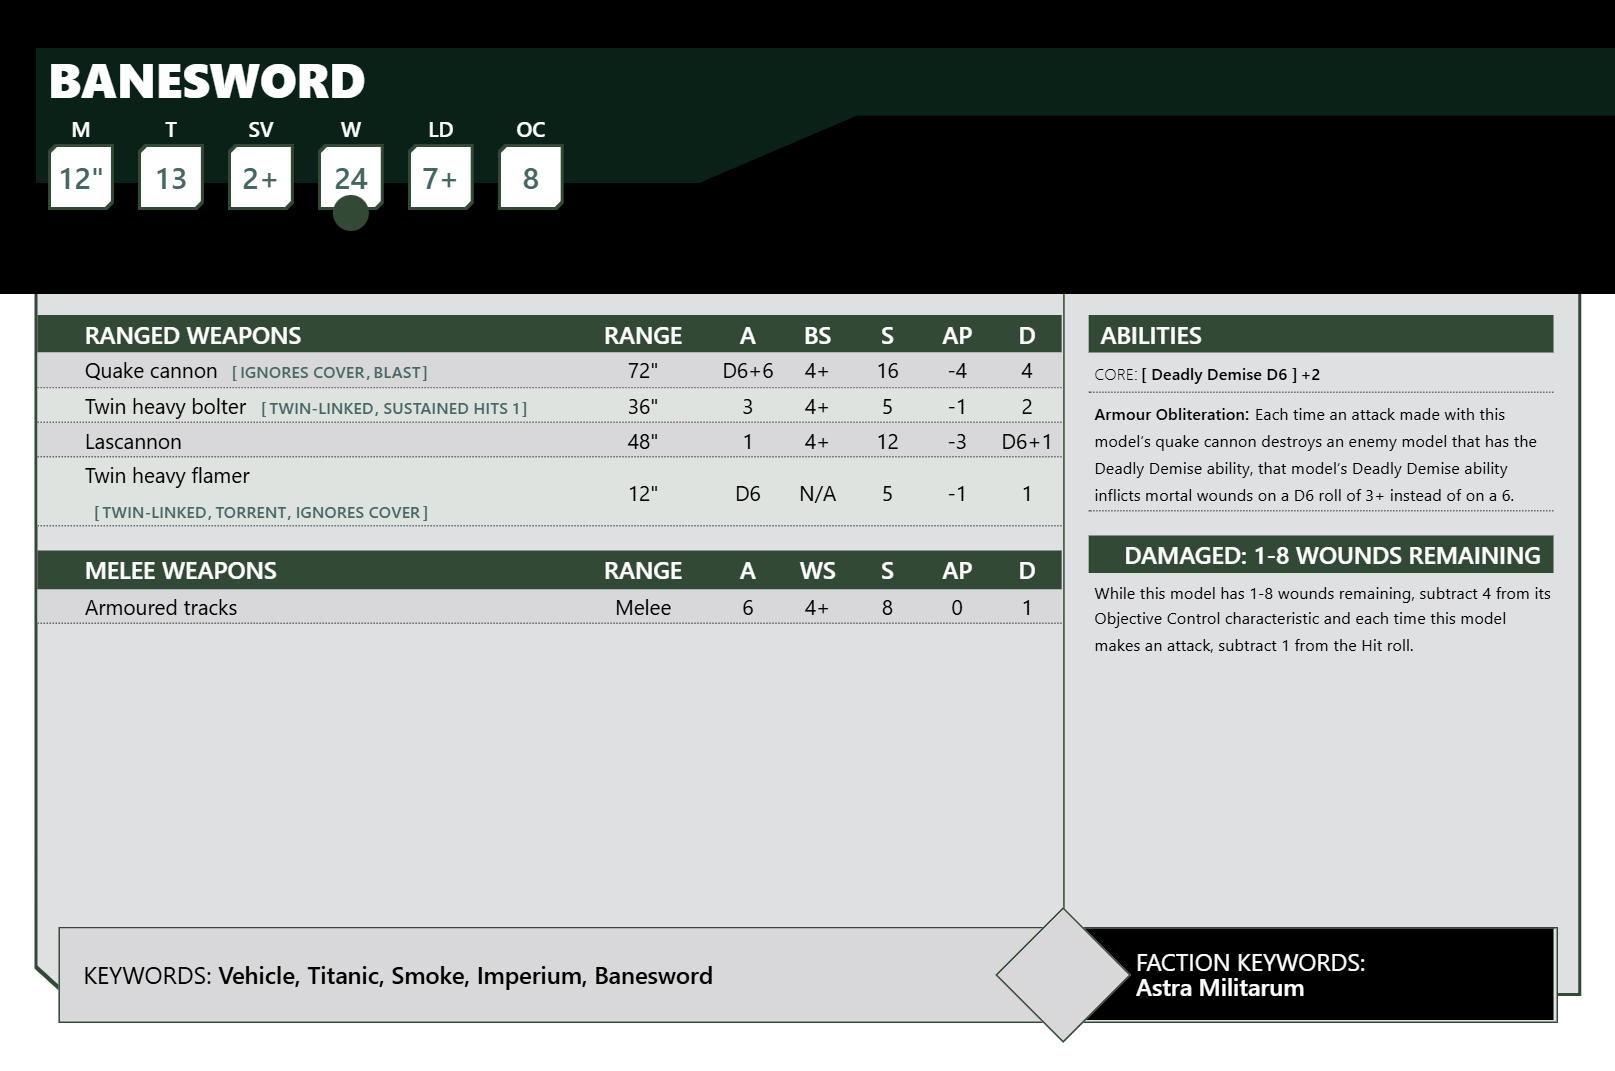 BANESWORD
M T SV W LD OC
12" 13 2+ 24 7+ 8
RANGED WEAPONS RANGE A BS S AP D
Quake cannon [ IGNORES COVER, BLAST] 72" D6+6 4+ 16 -4 4
Twin heavy bolter [ TWIN-LINKED, SUSTAINED HITS 1] 36" 3 4+ 5 -1 2
Lascannon 48" 1 4+ 12 -3 D6+1
Twin heavy flamer
[ TWIN-LINKED, TORRENT, IGNORES COVER] 12" D6 N/A 5 -1 1
MELEE WEAPONS RANGE A WS S AP D
Armoured tracks Melee 6 4+ 8 0 1
ABILITIES
CORE: [ Deadly Demise D6 ] +2
Armour Obliteration: Each time an attack made with this
model’s quake cannon destroys an enemy model that has the
Deadly Demise ability, that model’s Deadly Demise ability
inflicts mortal wounds on a D6 roll of 3+ instead of on a 6.
DAMAGED: 1-8 WOUNDS REMAINING
While this model has 1-8 wounds remaining, subtract 4 from its
Objective Control characteristic and each time this model
makes an attack, subtract 1 from the Hit roll.
KEYWORDS: Vehicle, Titanic, Smoke, Imperium, Banesword
FACTION KEYWORDS:
Astra Militarum